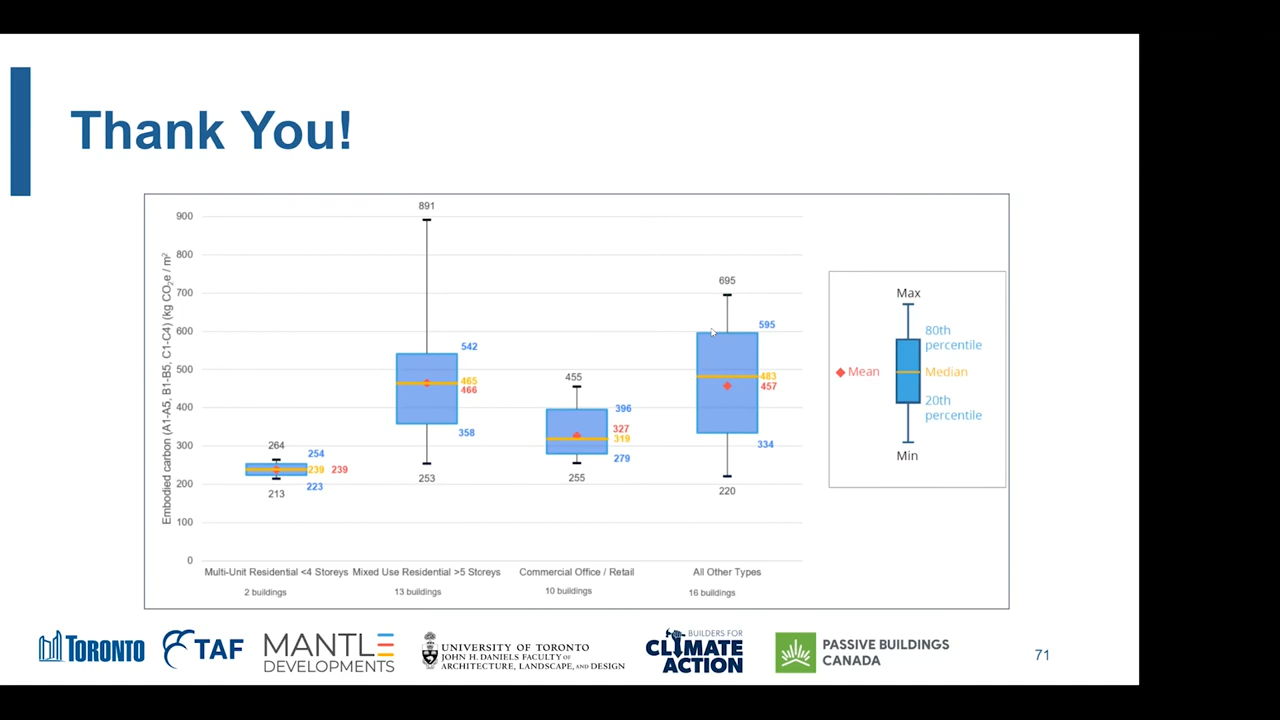 Thank You!
Embodied carbon (A1-A5, B1-B5, C1-C4) (kg CO2e / m2
900
800
700
600
500
400
300
200
100
0
264
254
239 239
223
213
891
542
465
466
358
253
455
396
327
319
279
255
695
595
483
457
334
220
Multi-Unit Residential <4 Storeys
2 buildings
Mixed Use Residential >5 Storeys
13 buildings
Commercial Office / Retail
10 buildings
All Other Types
16 buildings
Max
80th
percentile
Mean
Median
20th
percentile
Min
TORONTO
TAF
MANTLE
DEVELOPMENTS
UNIVERSITY OF TORONTO
JOHN H. DANIELS FACULTY OF
ARCHITECTURE, LANDSCAPE, AND DESIGN
BUILDERS FOR
CLIMATE
ACTION
PASSIVE BUILDINGS
CANADA
71